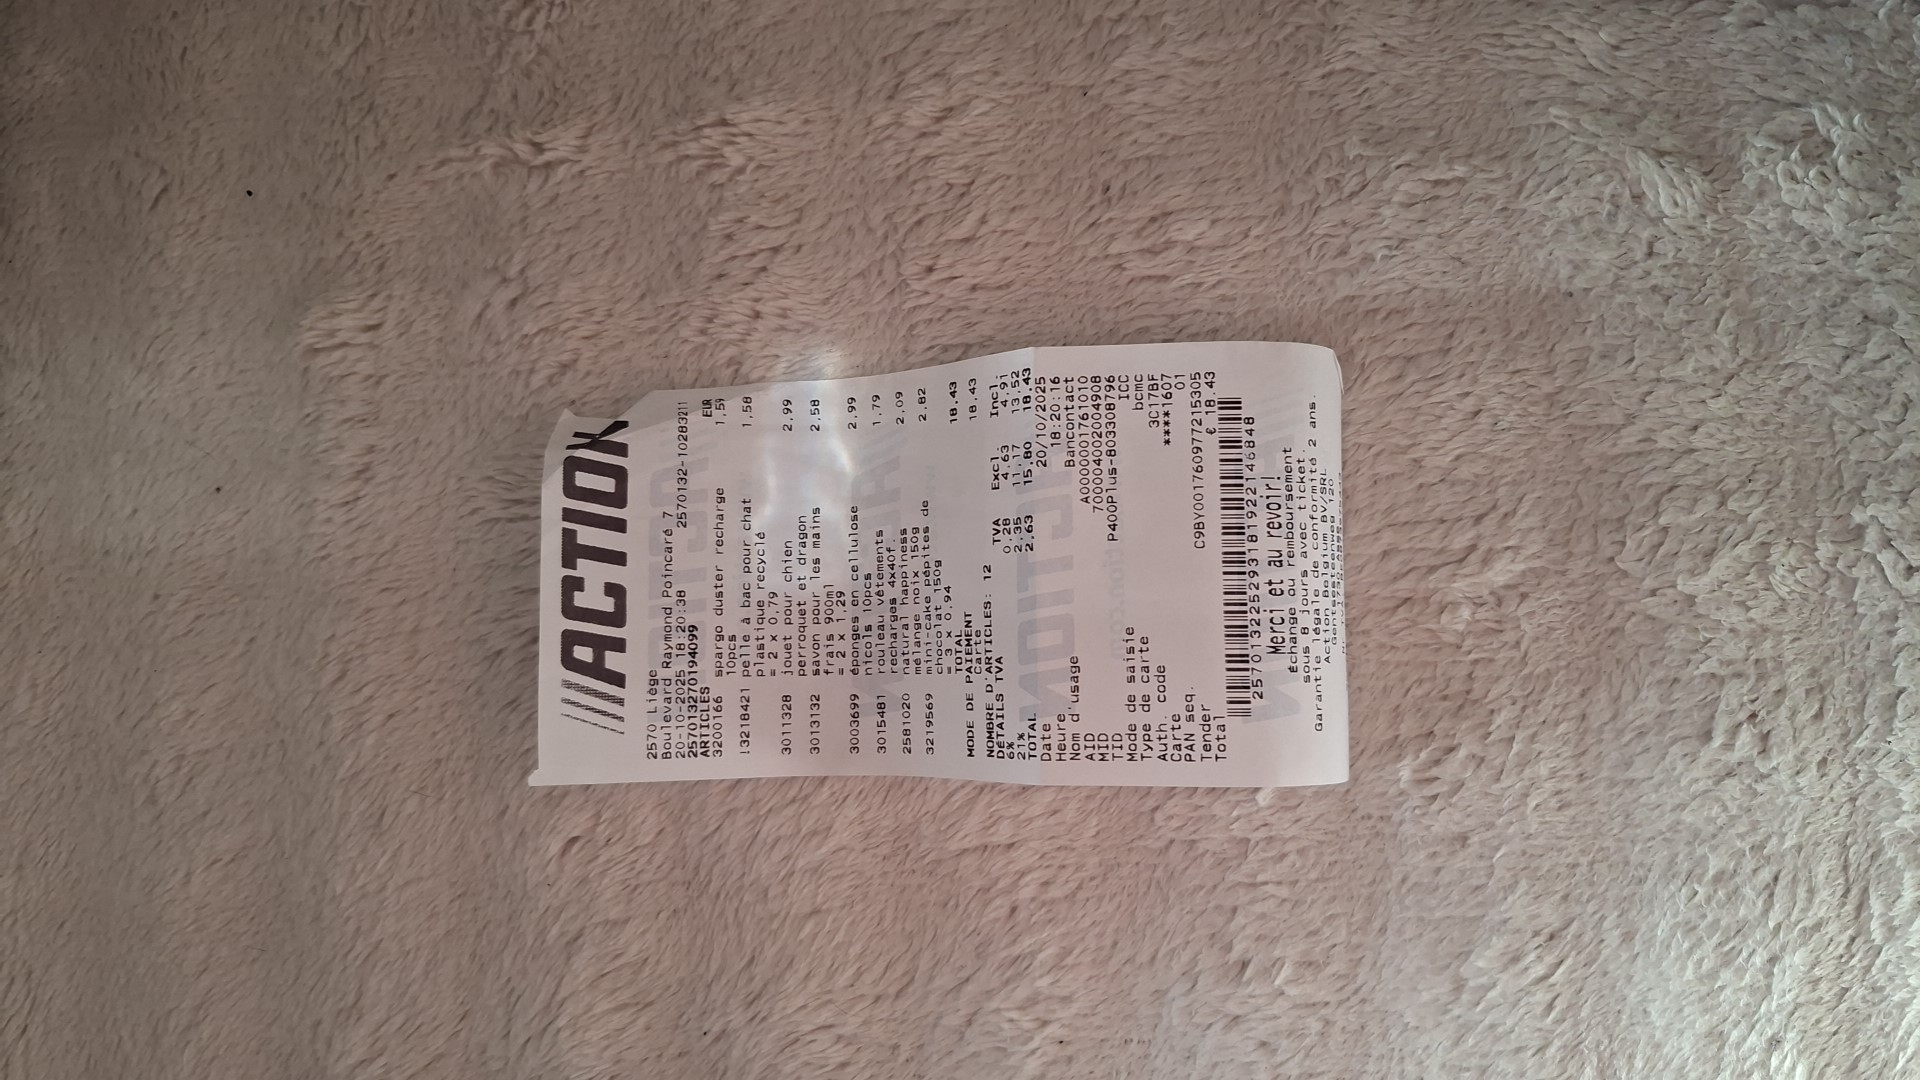 ///ACTION
2570 Liège
Boulevard Raymond Poincaré 7
20-10-2025 18:20:38 2570132-10283211
2570132701​94099
ARTICLES EUR
3200166 spargo duster recharge 1,59
10pcs
!3218421 pelle à bac pour chat 1,58
plastique recyclé
= 2 x 0,79
3011328 jouet pour chien 2,99
perroquet et dragon
3013132 savon pour les mains 2,58
frais 900ml
= 2 x 1,29
3003699 éponges en cellulose 2,99
nicols 10pcs
3015481 rouleau vêtements 1,79
recharges 4x40f.
2581020 natural happiness 2,09
mélange noix 150g
3219569 mini-cake pépites de 2,82
chocolat 150g
= 3 x 0,94
TOTAL 18,43
MODE DE PAIEMENT
Carte 18,43
NOMBRE D'ARTICLES: 12
DÉTAILS TVA TVA Excl. Incl.
6% 0,28 4,63 4,91
21% 2,35 11,17 13,52
TOTAL 2,63 15,80 18,43
Date 20/10/2025
Heure 18:20:16
Nom d'usage Bancontact
AID A0000001761010
MID 700004002004908
TID P400Plus-803308796
Mode de saisie ICC
Type de carte bcmc
Auth. code 3C17BF
Carte ****1607
PAN seq. 01
Tender C9BY001760977215305
Total € 18.43
257013225293181922146848
Merci et au revoir!
Échange ou remboursement
sous 8 jours avec ticket.
Garantie légale de conformité 2 ans.
Action Belgium BV/SRL
Gentsesteenweg 120